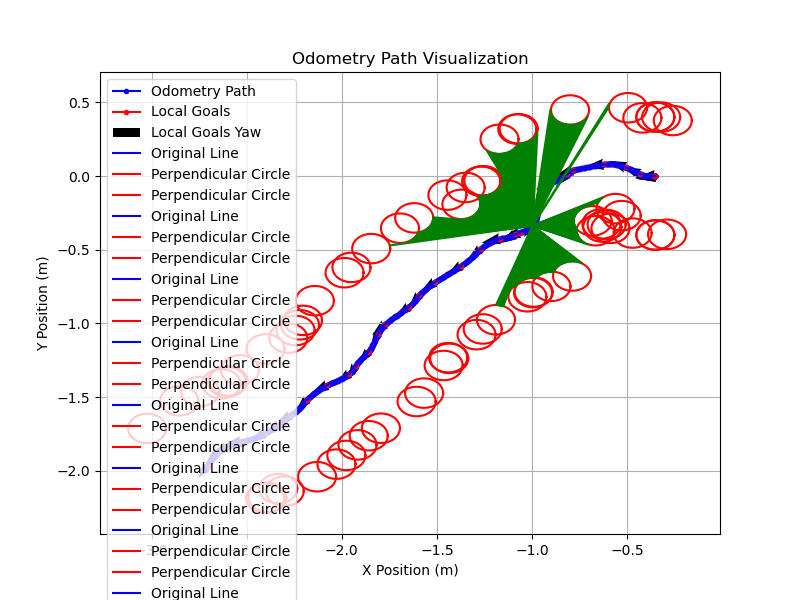 Odometry Path Visualization
Y Position (m)
0.5
0.0
−0.5
−1.0
−1.5
−2.0
Odometry Path
Local Goals
Local Goals Yaw
Original Line
Perpendicular Circle
Perpendicular Circle
Original Line
Perpendicular Circle
Perpendicular Circle
Original Line
Perpendicular Circle
Perpendicular Circle
Original Line
Perpendicular Circle
Perpendicular Circle
Original Line
Perpendicular Circle
Perpendicular Circle
Original Line
Perpendicular Circle
Perpendicular Circle
Original Line
Perpendicular Circle
Perpendicular Circle
Original Line
−2.0 −1.5 −1.0 −0.5
X Position (m)